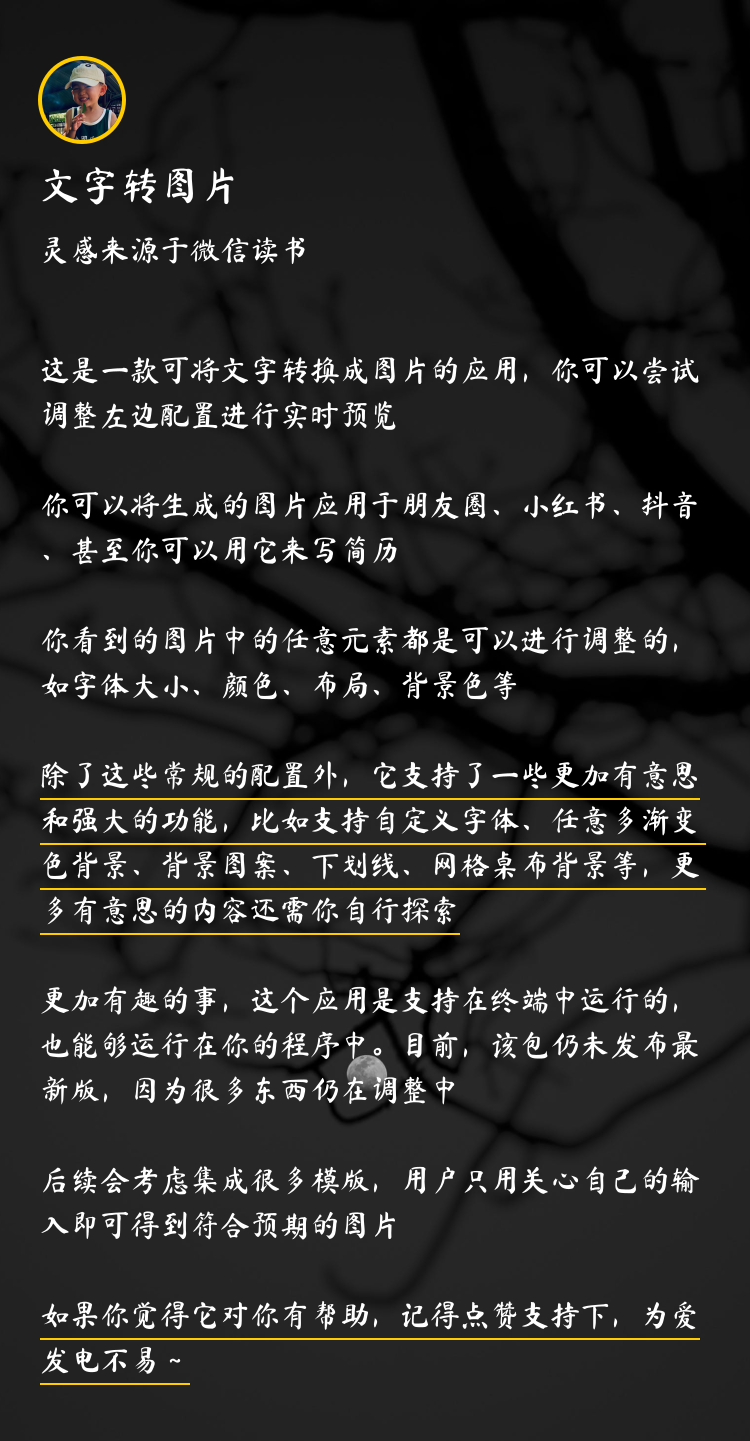 文字转图片
灵感来源于微信读书
这是一款可将文字转换成图片的应用，你可以尝试
调整左边配置进行实时预览
你可以将生成的图片应用于朋友圈、小红书、抖音
、甚至你可以用它来写简历
你看到的图片中的任意元素都是可以进行调整的，
如字体大小、颜色、布局、背景色等
除了这些常规的配置外，它支持了一些更加有意思
和强大的功能，比如支持自定义字体、任意多渐变
色背景、背景图案、下划线、网格桌布背景等，更
多有意思的内容还需你自行探索
更加有趣的事，这个应用是支持在终端中运行的，
也能够运行在你的程序中。目前，该包仍未发布最
新版，因为很多东西仍在调整中
后续会考虑集成很多模版，用户只用关心自己的输
入即可得到符合预期的图片
如果你觉得它对你有帮助，记得点赞支持下，为爱
发电不易～